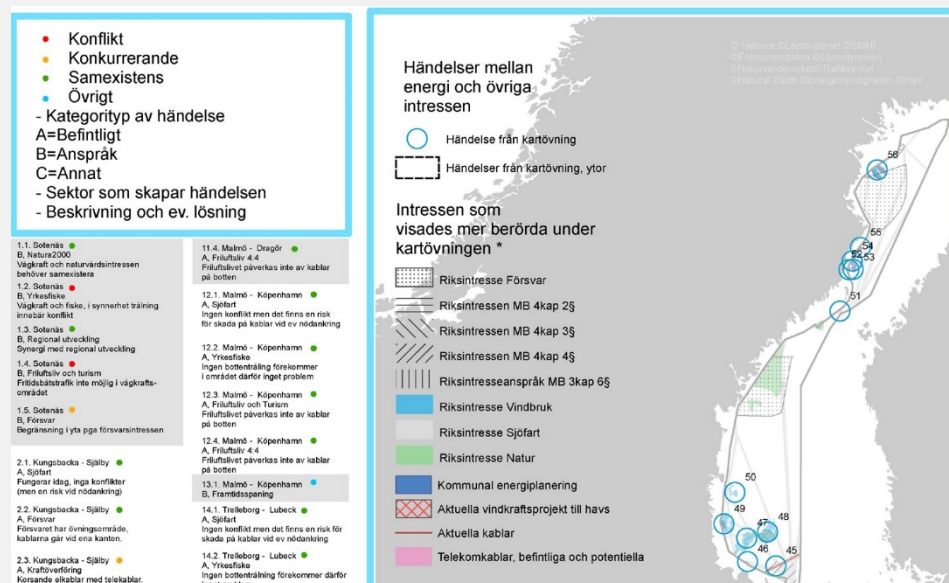 Konflikt
Konkurrerande
Samexistens
Övrigt
- Kategorityp av händelse
A=Befintligt
B=Anspråk
C=Annat
- Sektor som skapar händelsen
- Beskrivning och ev. lösning
1.1. Sotenäs
B, Natura2000
Vågkraft och naturvårdsintressen
behöver samexistera
1.2. Sotenäs
B, Yrkesfiske
Vågkraft och fiske, i synnerhet trålning
innebär konflikt
1.3. Sotenäs
B, Regional utveckling
Synergi med regional utveckling
1.4. Sotenäs
B, Friluftsliv och turism
Fritidsbåtstrafik inte möjlig i vågkrafts-
området
1.5. Sotenäs
B, Försvar
Begränsning i yta pga försvarsintressen
2.1. Kungsbacka - Själby
A, Sjöfart
Fungerar idag, inga konflikter
(men en risk vid nödankring)
2.2. Kungsbacka - Själby
A, Försvar
Försvaret har övningsområde,
kablarna går vid ena kanten.
2.3. Kungsbacka - Själby
A, Kraftöverföring
Korsande elkablar med telekablar.
11.4. Malmö - Dragör
A, Friluftsliv 4:4
Friluftslivet påverkas inte av kablar
på botten
12.1. Malmö - Köpenhamn
A, Sjöfart
Ingen konflikt men det finns en risk
för skada på kablar vid ev nödankring
12.2. Malmö - Köpenhamn
A, Yrkesfiske
Ingen bottentråling förekommer
i området därför inget problem
12.3. Malmö - Köpenhamn
A, Friluftsliv och Turism
Friluftslivet påverkas inte av kablar
på botten
12.4. Malmö - Köpenhamn
A, Friluftsliv 4:4
Friluftslivet påverkas inte av kablar
på botten
13.1. Malmö - Köpenhamn
B, Framtidsspaning
14.1. Trelleborg - Lubeck
A, Sjöfart
Ingen konflikt men det finns en risk för
skada på kablar vid ev nödankring
14.2. Trelleborg - Lubeck
A, Yrkesfiske
Ingen bottentrålning förekommer därför
Händelser mellan
energi och övriga
intressen
Händelse från kartövning
Händelser från kartövning, ytor
Intressen som
visades mer berörda under
kartövningen *
Riksintresse Försvar
Riksintressen MB 4kap 2§
Riksintressen MB 4kap 3§
Riksintressen MB 4kap 4§
Riksintresseanspråk MB 3kap 6§
Riksintresse Vindbruk
Riksintresse Sjöfart
Riksintresse Natur
Kommunal energiplanering
Aktuella vindkraftsprojekt till havs
Aktuella kablar
Telekomkablar, befintliga och potentiella
© Helcom ©Lantmäteriet ©SMHI
©Försvarsmakten ©Länsstyrelsen
©Naturvårdsverket©Trafikverket
©Natural Earth ©Energimyndigheten ©HaV
56
55
54
53
51
50
49
48
47
46
45